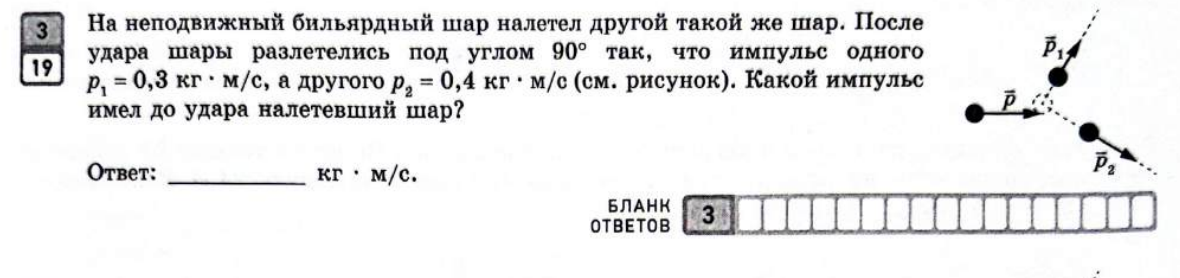 3
19
На неподвижный бильярдный шар налетел другой такой же шар. После
удара шары разлетелись под углом 90° так, что импульс одного
p₁ = 0,3 кг · м/с, а другого p₂ = 0,4 кг · м/с (см. рисунок). Какой импульс
имел до удара налетевший шар?
p⃗₁
p⃗
p⃗₂
Ответ: ____________ кг · м/с.
БЛАНК
ОТВЕТОВ
3